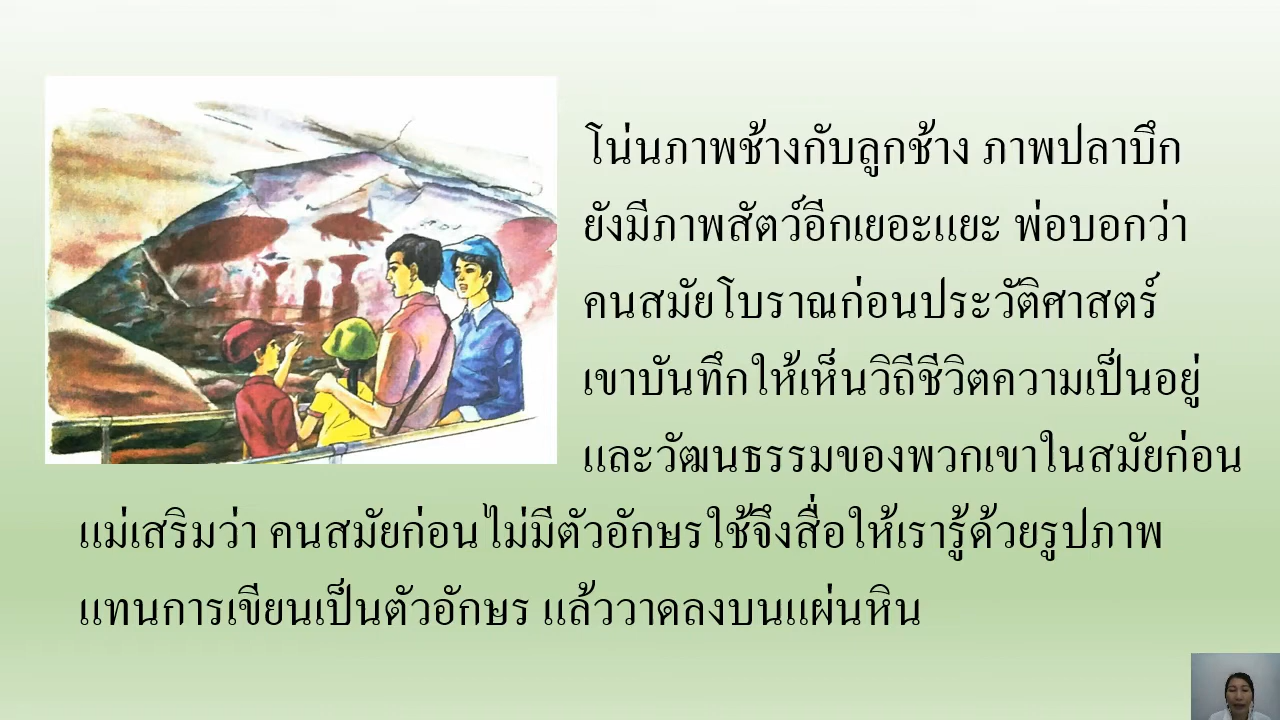 โน่นภาพช้างกับลูกช้าง ภาพปลาบึก
ยังมีภาพสัตว์อีกเยอะแยะ พ่อบอกว่า
คนสมัยโบราณก่อนประวัติศาสตร์
เขาบันทึกให้เห็นวิถีชีวิตความเป็นอยู่
และวัฒนธรรมของพวกเขาในสมัยก่อน
แม่เสริมว่า คนสมัยก่อนไม่มีตัวอักษรใช้จึงสื่อให้เรารู้ด้วยรูปภาพ
แทนการเขียนเป็นตัวอักษร แล้ววาดลงบนแผ่นหิน